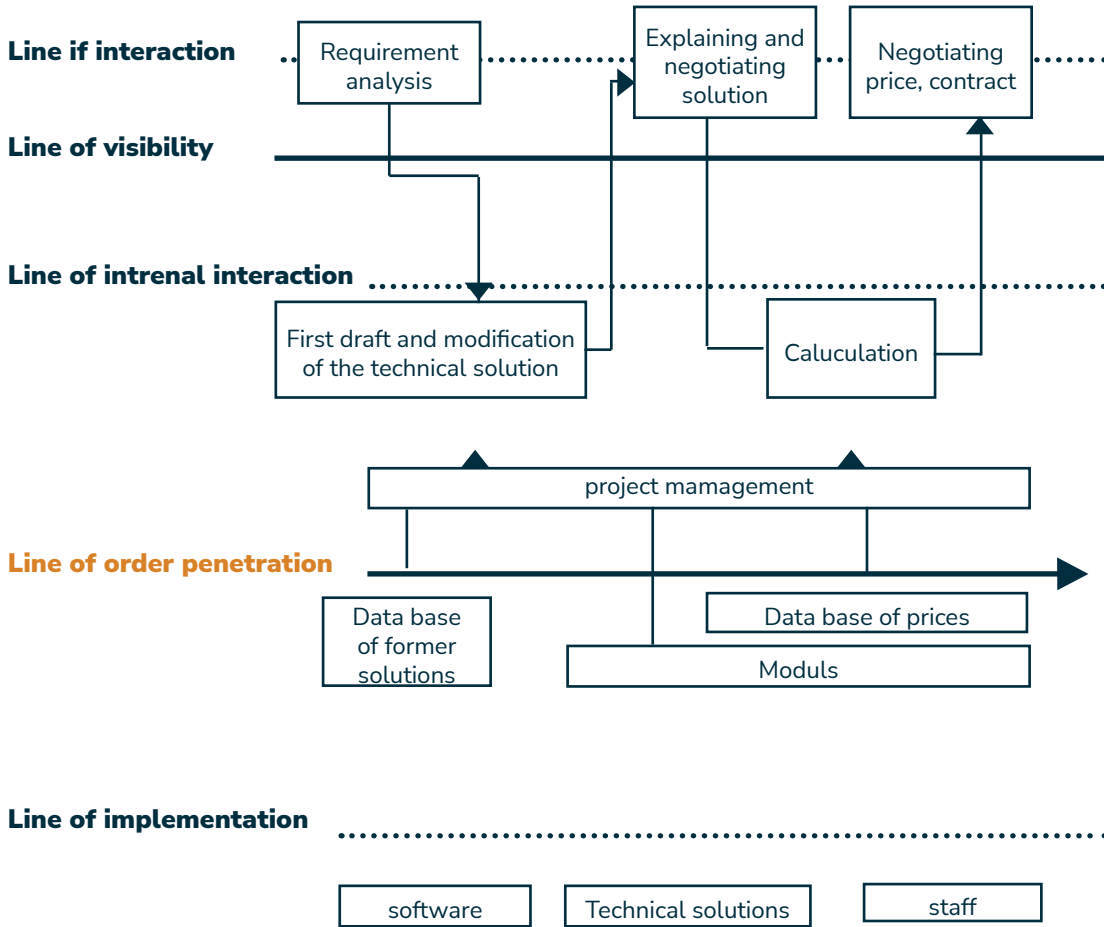 Line if interaction
Requirement
analysis
Explaining and
negotiating
solution
Negotiating
price, contract
Line of visibility
Line of intrenal interaction
First draft and modification
of the technical solution
Caluculation
project mamagement
Line of order penetration
Data base
of former
solutions
Data base of prices
Moduls
Line of implementation
software
Technical solutions
staff